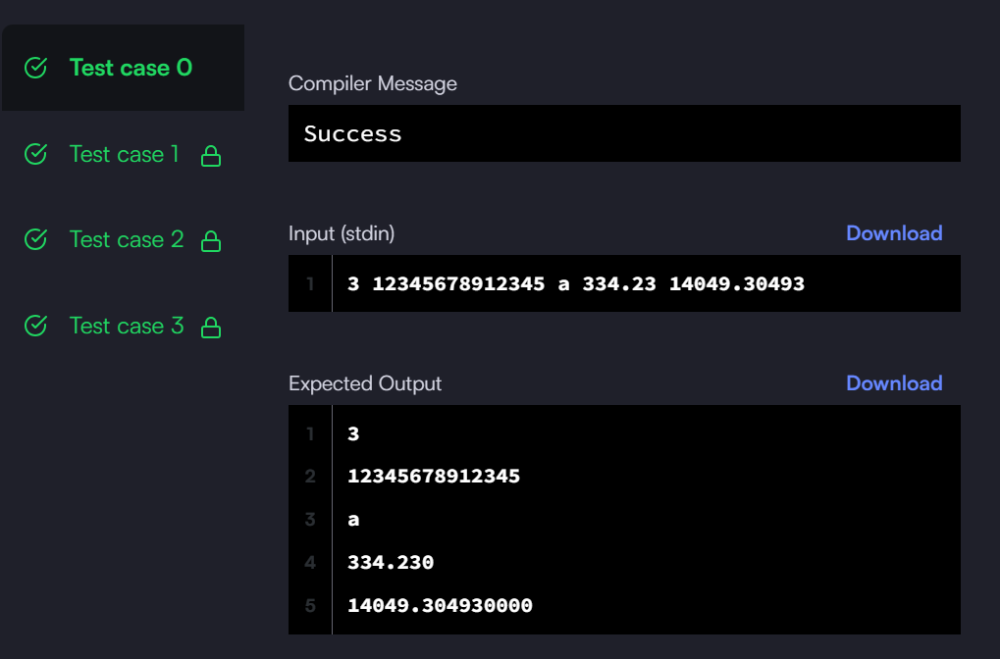 Test case 0
Test case 1
Test case 2
Test case 3
Compiler Message
Success
Input (stdin) Download
1 3 12345678912345 a 334.23 14049.30493
Expected Output Download
1 3
2 12345678912345
3 a
4 334.230
5 14049.304930000